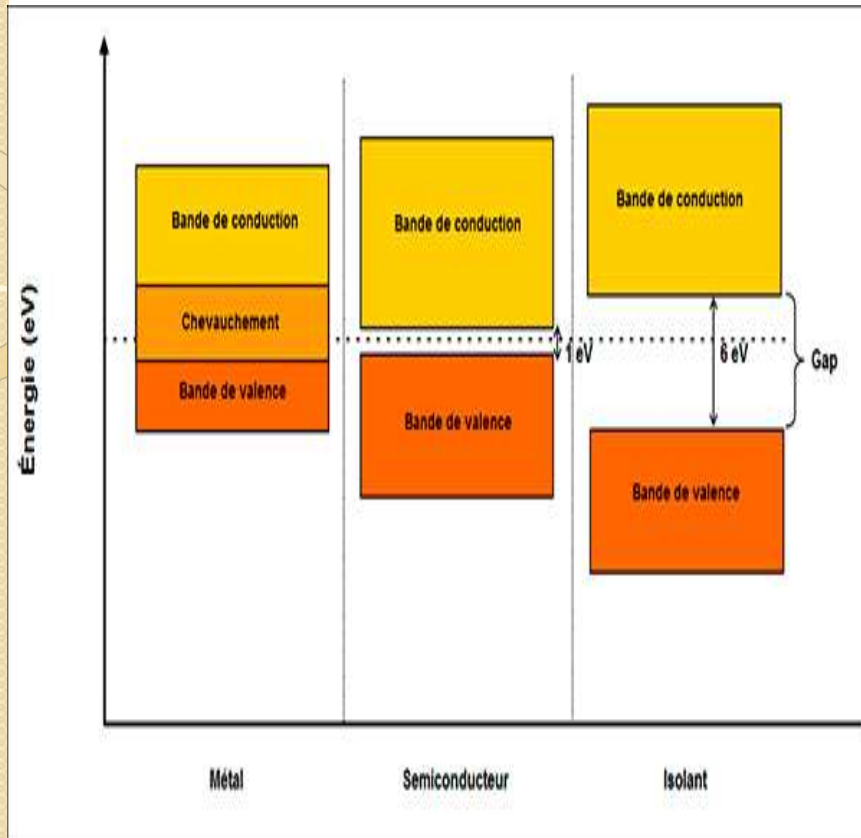 Énergie (eV)
Bande de conduction
Chevauchement
Bande de valence
Bande de conduction
1 eV
Bande de valence
Bande de conduction
6 eV
Gap
Bande de valence
Métal
Semiconducteur
Isolant